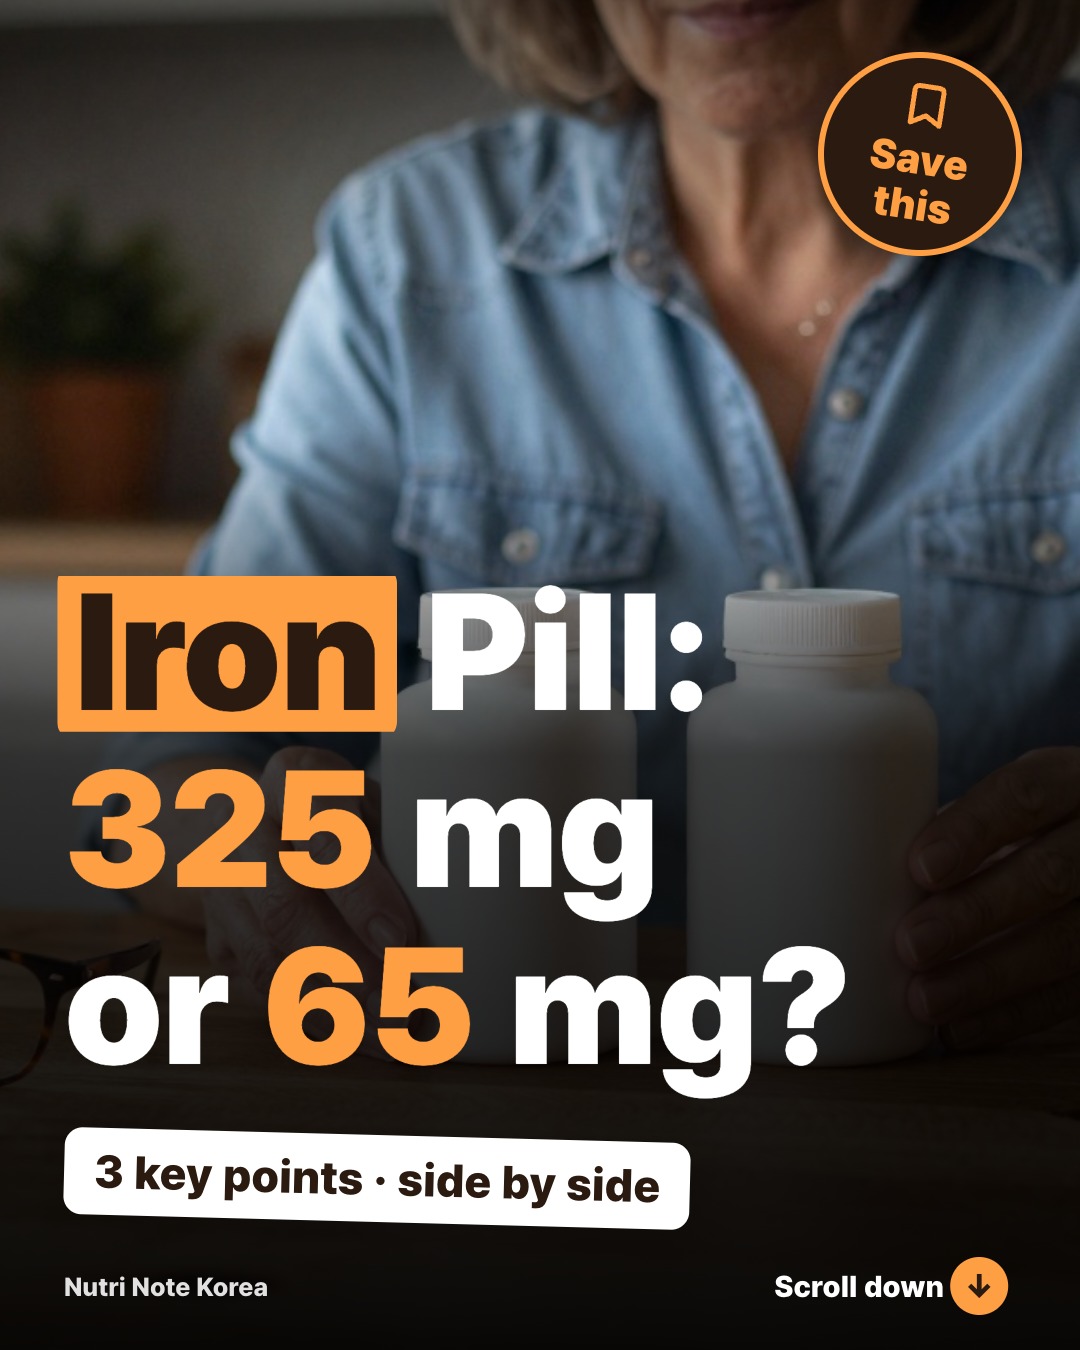 Save
this
Iron Pill:
325 mg
or 65 mg?
3 key points · side by side
Nutri Note Korea
Scroll down